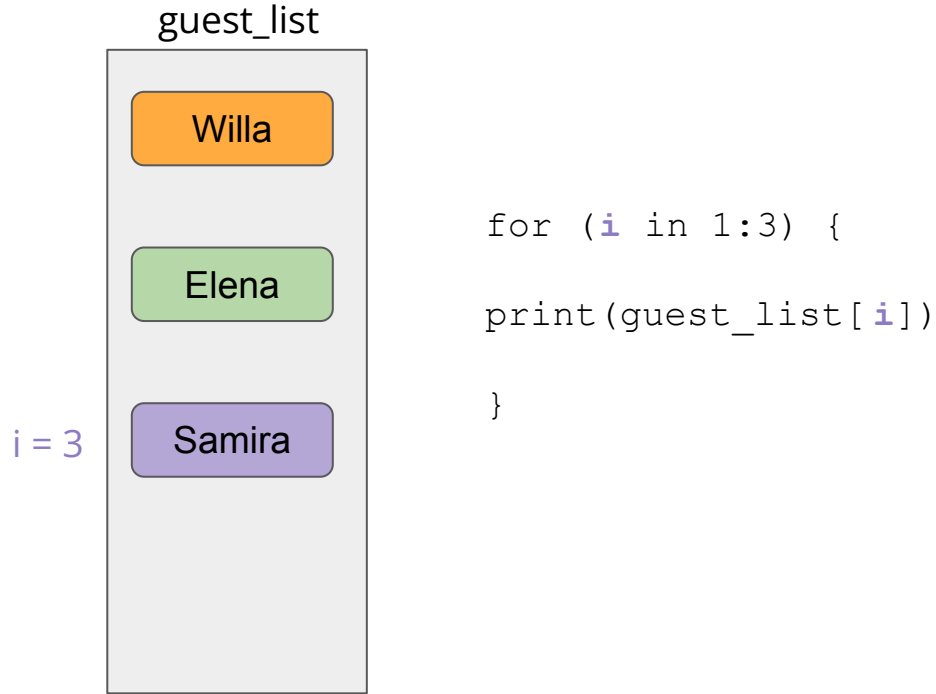 guest_list
Willa
Elena
i = 3
Samira
for (i in 1:3) {
print(guest_list[i])
}